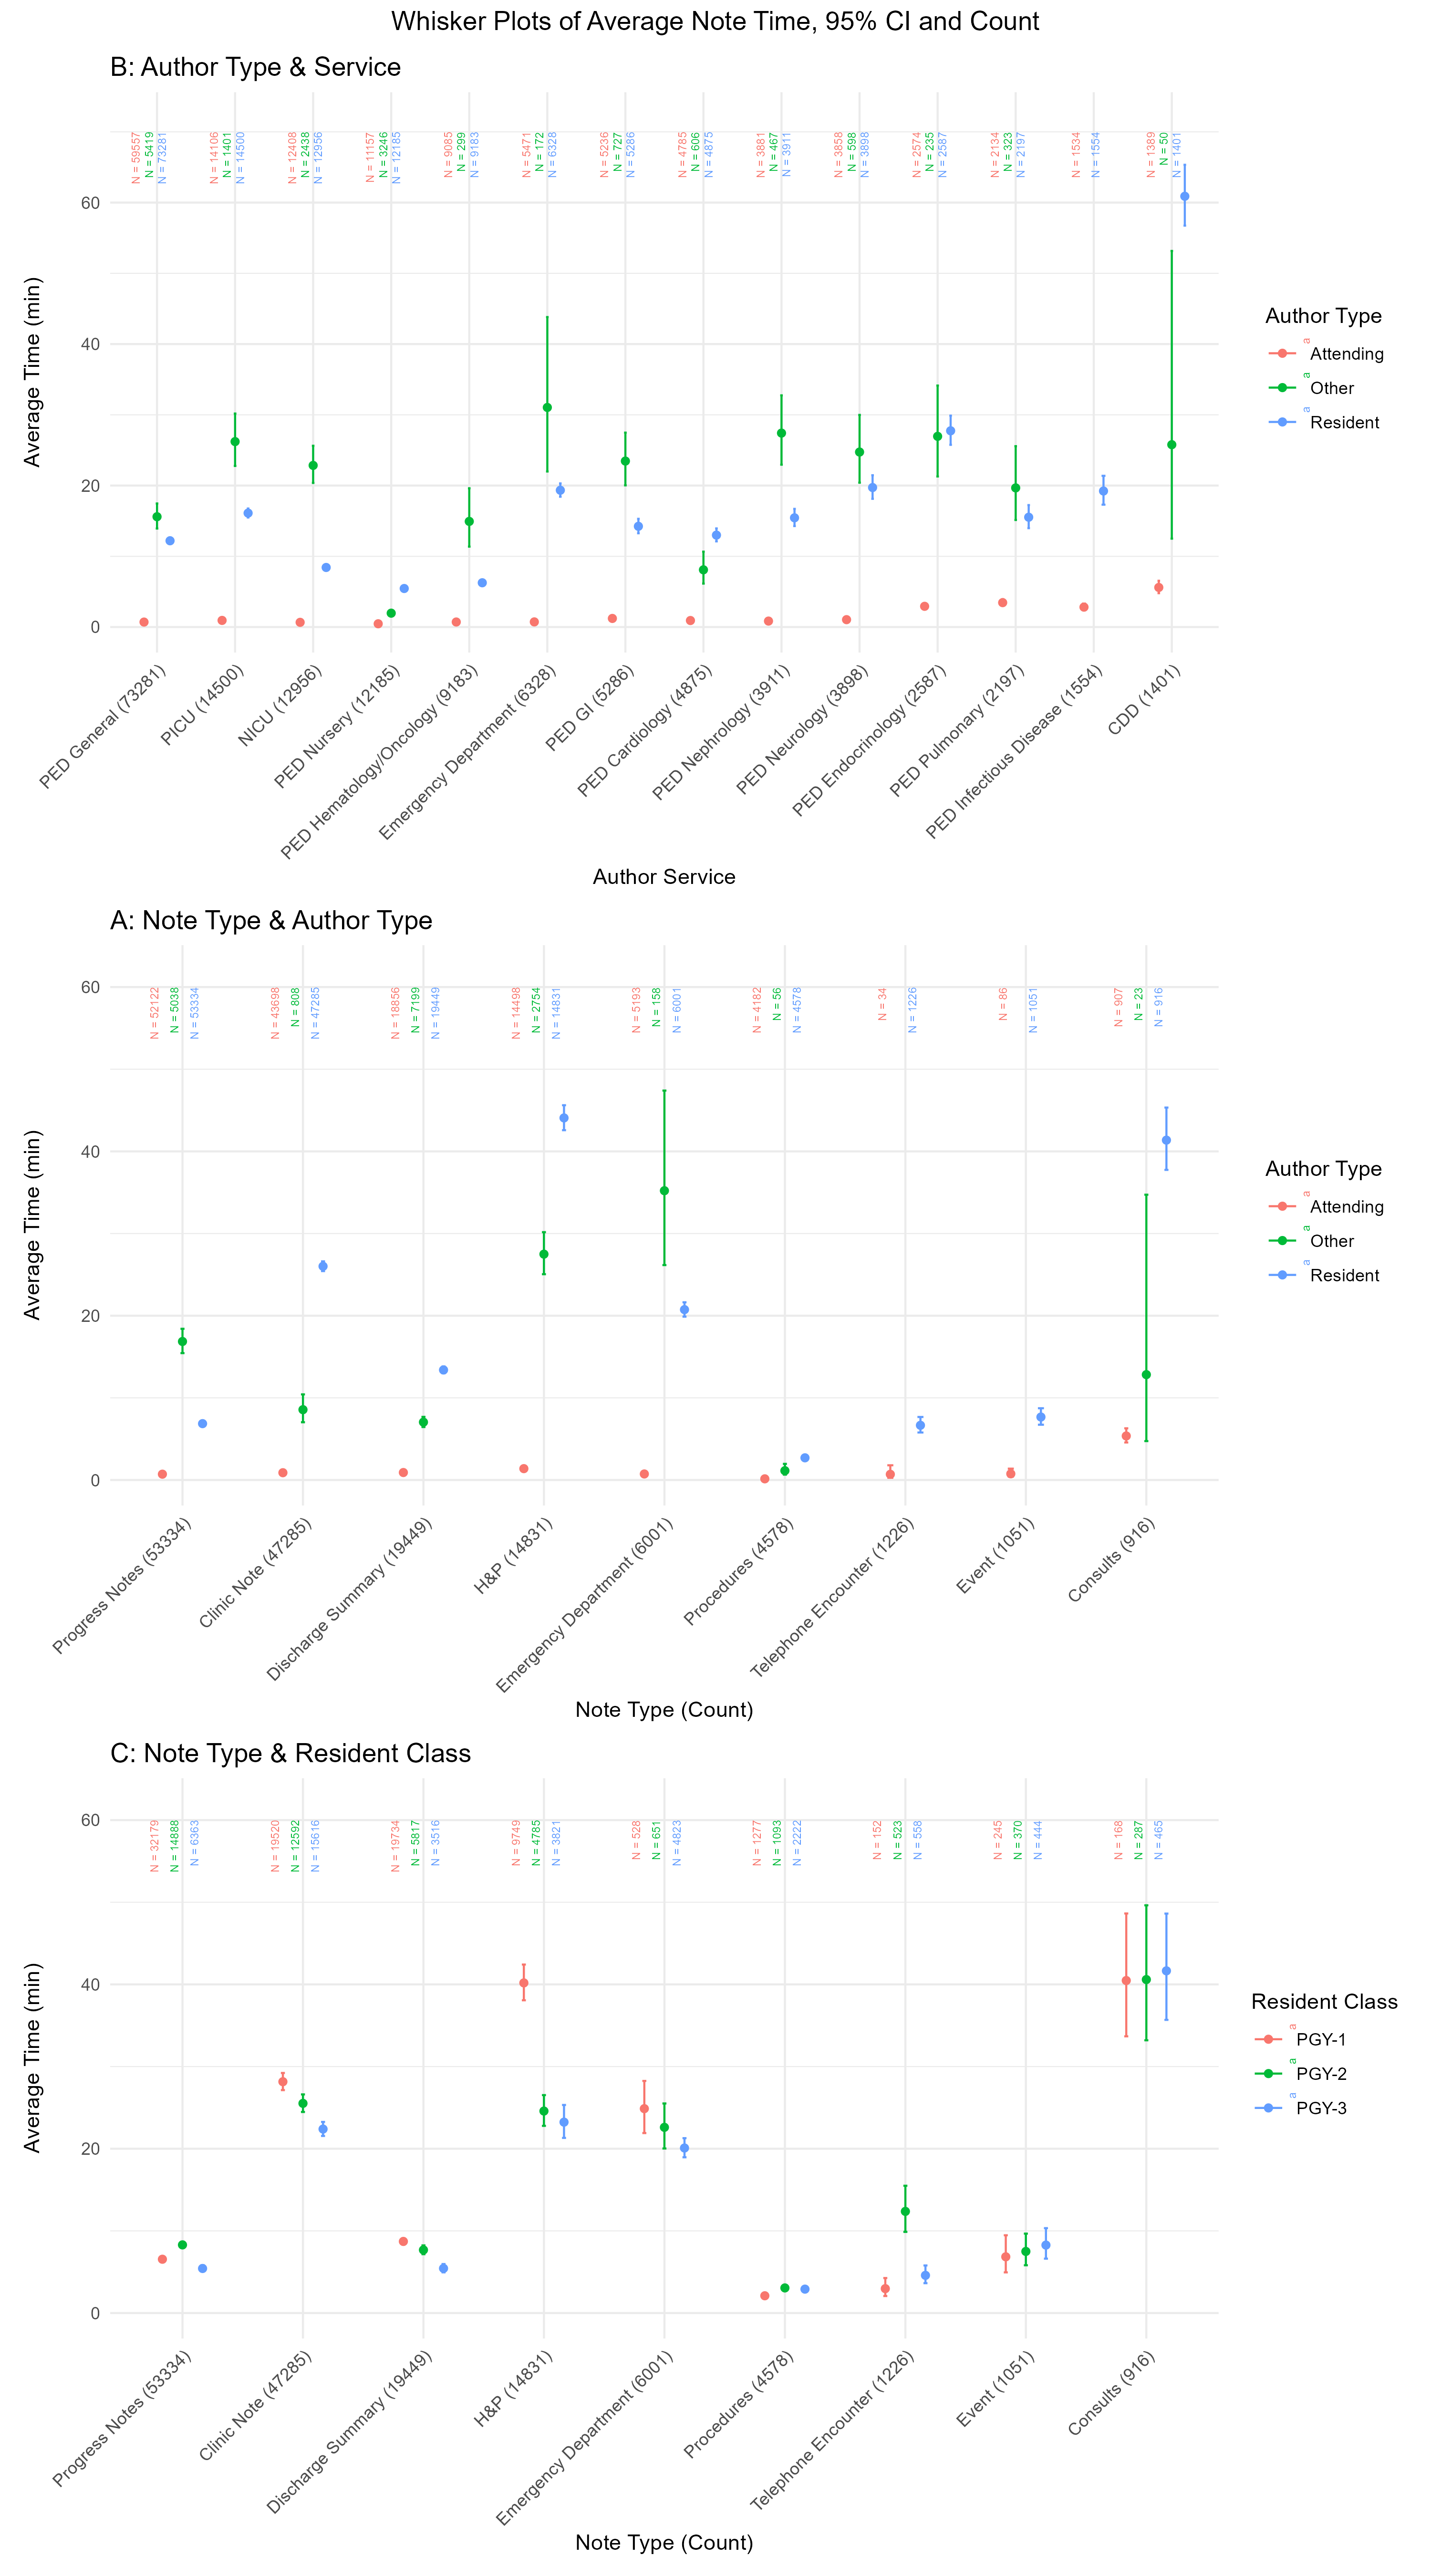 Whisker Plots of Average Note Time, 95% CI and Count
B: Author Type & Service
N = 59557
N = 5419
N = 73281
N = 14106
N = 1401
N = 14500
N = 12408
N = 2438
N = 12956
N = 11157
N = 3246
N = 12185
N = 9085
N = 299
N = 9183
N = 5471
N = 172
N = 6328
N = 5236
N = 727
N = 5286
N = 4785
N = 606
N = 4875
N = 3881
N = 467
N = 3911
N = 3858
N = 598
N = 3898
N = 2574
N = 235
N = 2587
N = 2134
N = 323
N = 2197
N = 1534
N = 1554
N = 1389
N = 50
N = 1401
60
40
20
0
Average Time (min)
PED General (73281)
PICU (14500)
NICU (12956)
PED Nursery (12185)
PED Hematology/Oncology (9183)
Emergency Department (6328)
PED GI (5286)
PED Cardiology (4875)
PED Nephrology (3911)
PED Neurology (3898)
PED Endocrinology (2587)
PED Pulmonary (2197)
PED Infectious Disease (1554)
CDD (1401)
Author Service
Author Type
a
Attending
a
Other
a
Resident
A: Note Type & Author Type
N = 52122
N = 5038
N = 53334
N = 43698
N = 808
N = 47285
N = 18856
N = 7199
N = 19449
N = 14498
N = 2754
N = 14831
N = 5193
N = 158
N = 6001
N = 4182
N = 56
N = 4578
N = 34
N = 1226
N = 86
N = 1051
N = 907
N = 23
N = 916
60
40
20
0
Average Time (min)
Progress Notes (53334)
Clinic Note (47285)
Discharge Summary (19449)
H&P (14831)
Emergency Department (6001)
Procedures (4578)
Telephone Encounter (1226)
Event (1051)
Consults (916)
Note Type (Count)
Author Type
a
Attending
a
Other
a
Resident
C: Note Type & Resident Class
N = 32179
N = 14888
N = 6363
N = 19520
N = 12592
N = 15616
N = 19734
N = 5817
N = 3516
N = 9749
N = 4785
N = 3821
N = 528
N = 651
N = 4823
N = 1277
N = 1093
N = 2222
N = 152
N = 523
N = 558
N = 245
N = 370
N = 444
N = 168
N = 287
N = 465
60
40
20
0
Average Time (min)
Progress Notes (53334)
Clinic Note (47285)
Discharge Summary (19449)
H&P (14831)
Emergency Department (6001)
Procedures (4578)
Telephone Encounter (1226)
Event (1051)
Consults (916)
Note Type (Count)
Resident Class
a
PGY-1
a
PGY-2
a
PGY-3